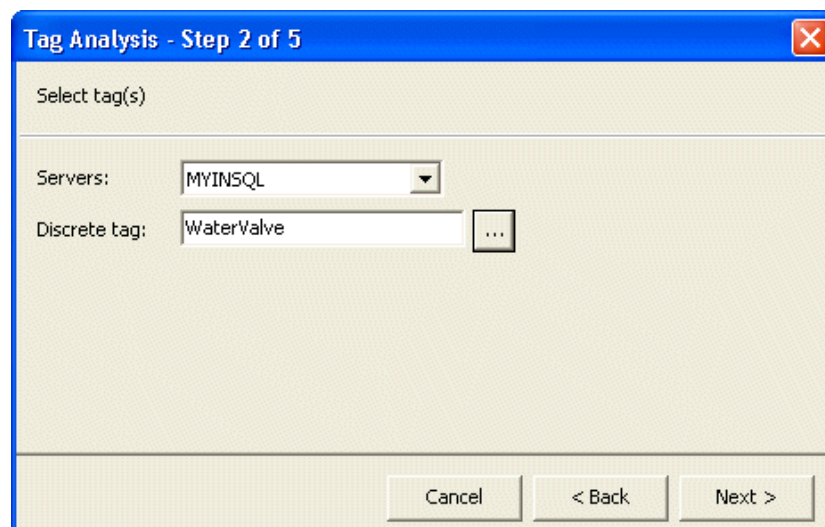 Tag Analysis - Step 2 of 5
Select tag(s)
Servers: MYINSQL
Discrete tag: WaterValve ...
Cancel < Back Next >